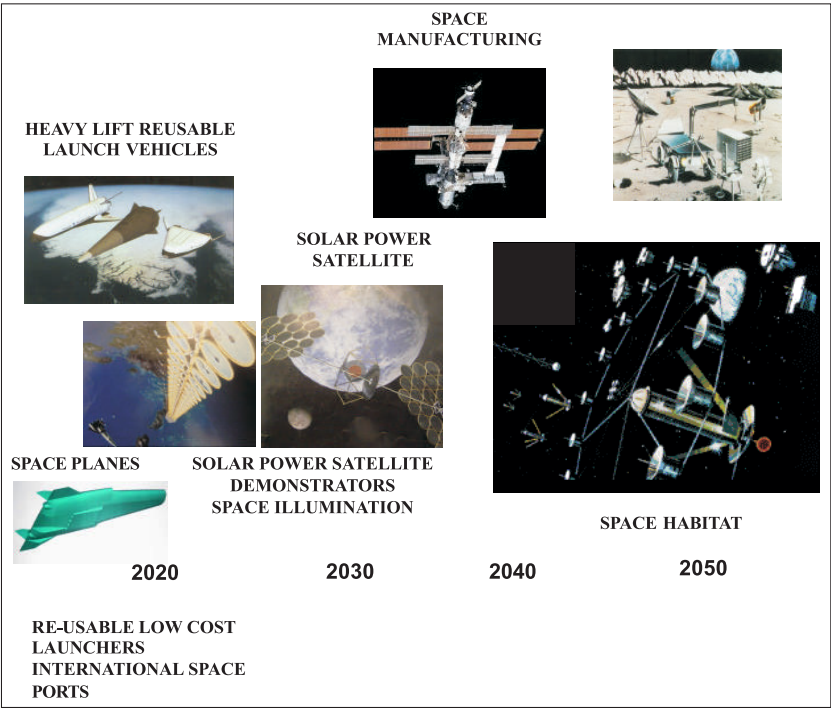 SPACE
MANUFACTURING
HEAVY LIFT REUSABLE
LAUNCH VEHICLES
SOLAR POWER
SATELLITE
SPACE PLANES
SOLAR POWER SATELLITE
DEMONSTRATORS
SPACE ILLUMINATION
SPACE HABITAT
2020
2030
2040
2050
RE-USABLE LOW COST
LAUNCHERS
INTERNATIONAL SPACE
PORTS